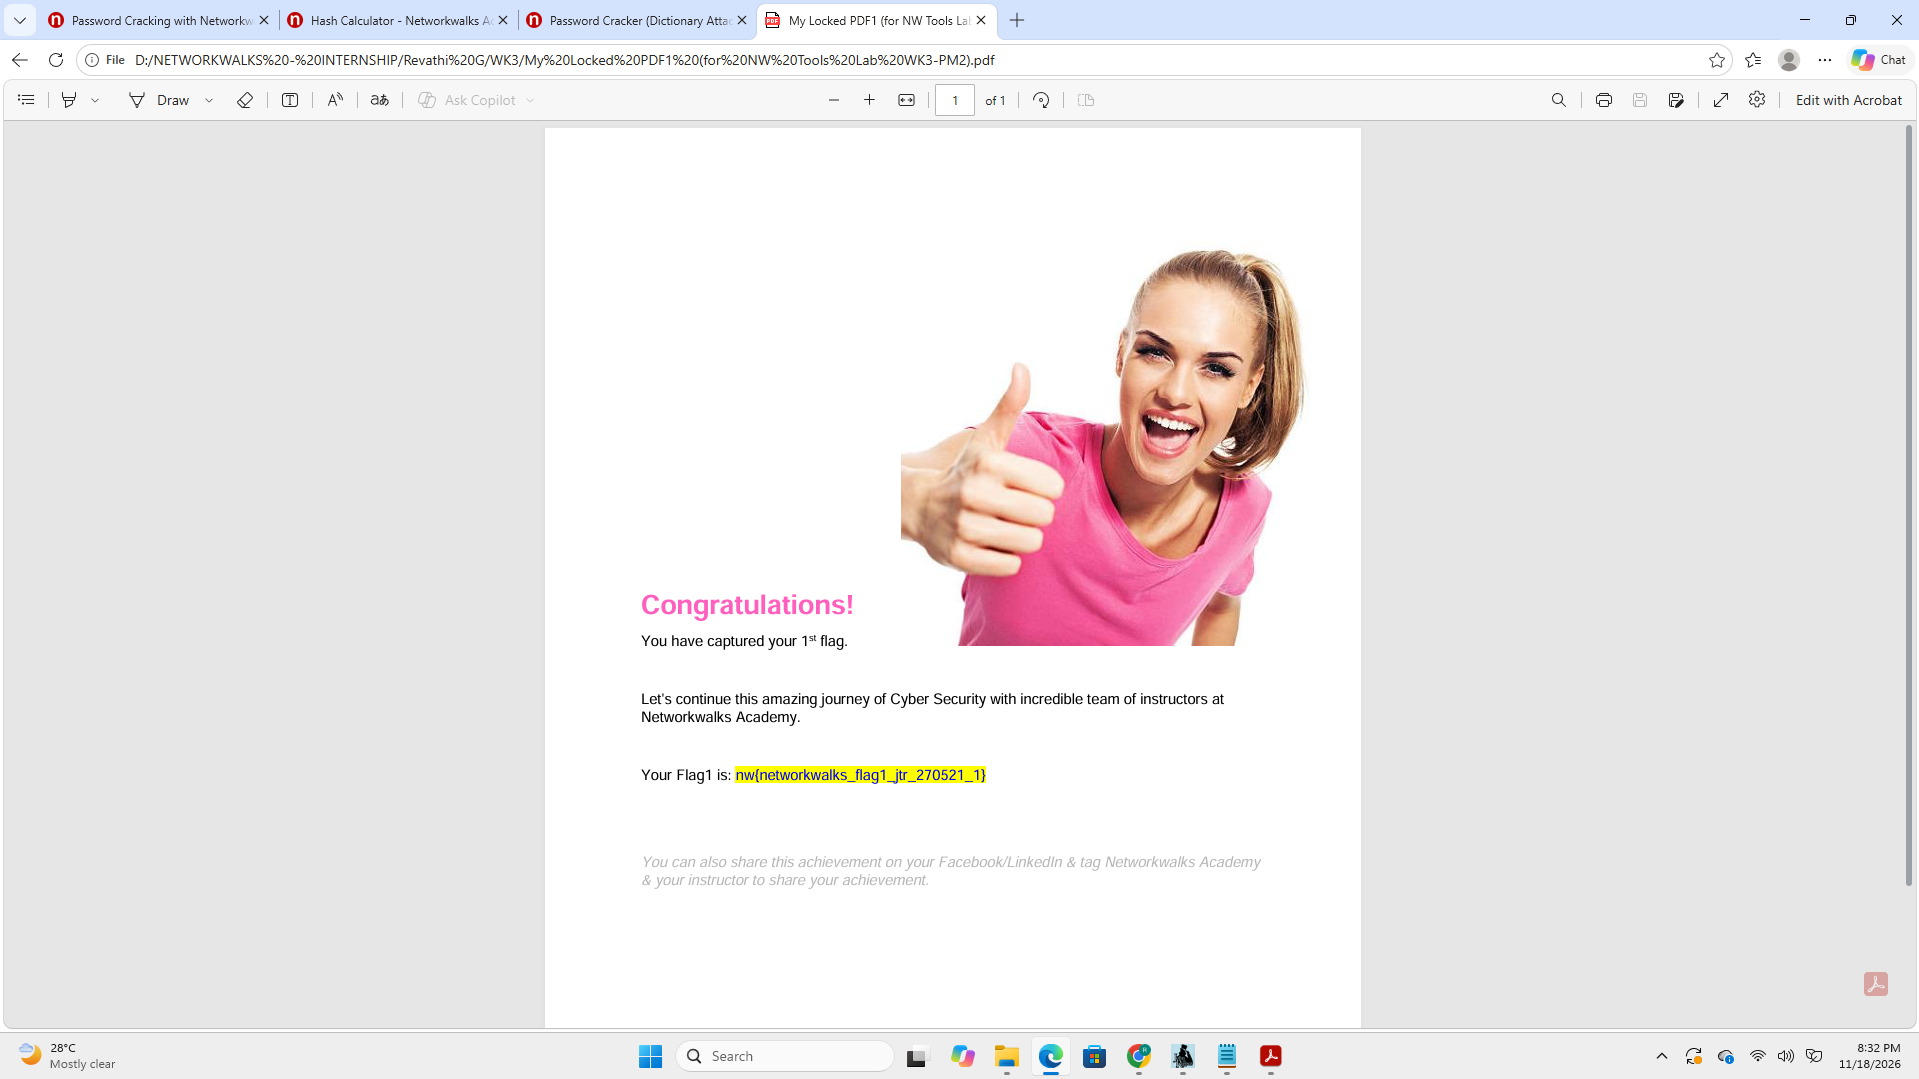 Password Cracking with Networkw
Hash Calculator - Networkwalks Ac
Password Cracker (Dictionary Attac
My Locked PDF1 (for NW Tools La
File
D:/NETWORKWALKS%20-%20INTERNSHIP/Revathi%20G/WK3/My%20Locked%20PDF1%20(for%20NW%20Tools%20Lab%20WK3-PM2).pdf
Chat
Draw
Ask Copilot
1 of 1
Edit with Acrobat
Congratulations!
You have captured your 1st flag.
Let's continue this amazing journey of Cyber Security with incredible team of instructors at
Networkwalks Academy.
Your Flag1 is: nw{networkwalks_flag1_jtr_270521_1}
You can also share this achievement on your Facebook/LinkedIn & tag Networkwalks Academy
& your instructor to share your achievement.
28°C
Mostly clear
Search
8:32 PM
11/18/2026